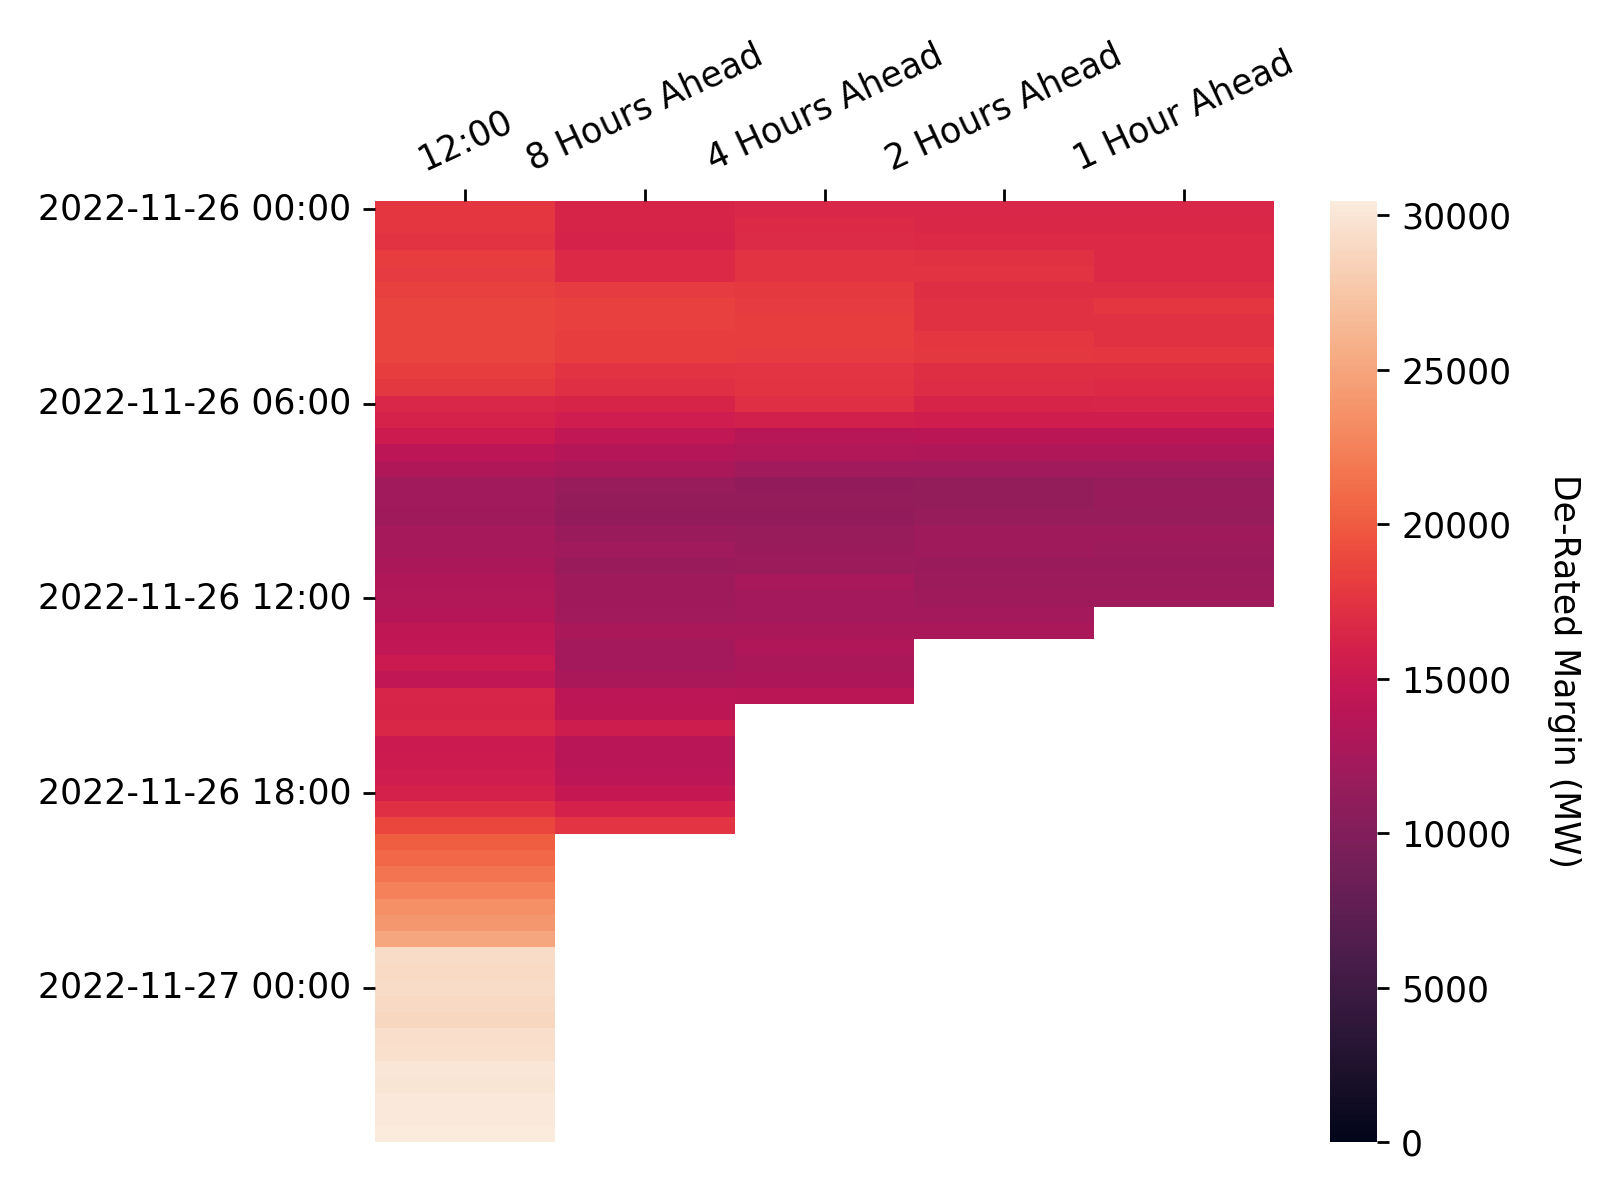 12:00
8 Hours Ahead
4 Hours Ahead
2 Hours Ahead
1 Hour Ahead
2022-11-26 00:00
2022-11-26 06:00
2022-11-26 12:00
2022-11-26 18:00
2022-11-27 00:00
30000
25000
20000
15000
10000
5000
0
De-Rated Margin (MW)